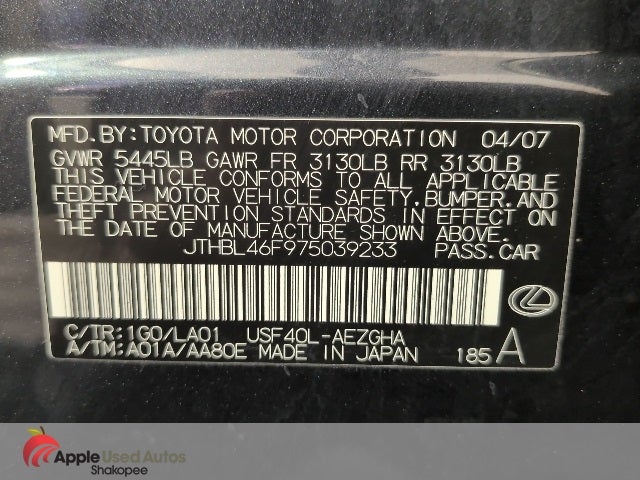 MFD.BY:TOYOTA MOTOR CORPORATION 04/07
GVWR 5445LB GAWR FR 3130LB RR 3130LB
THIS VEHICLE CONFORMS TO ALL APPLICABLE
FEDERAL MOTOR VEHICLE SAFETY,BUMPER,AND
THEFT PREVENTION STANDARDS IN EFFECT ON
THE DATE OF MANUFACTURE SHOWN ABOVE.
JTHBL46F975039233 PASS.CAR
C/TR:1G0/LA01 USF40L-AEZGHA
A/TM:A01A/AA80E MADE IN JAPAN 185 A
Apple Used Autos
Shakopee